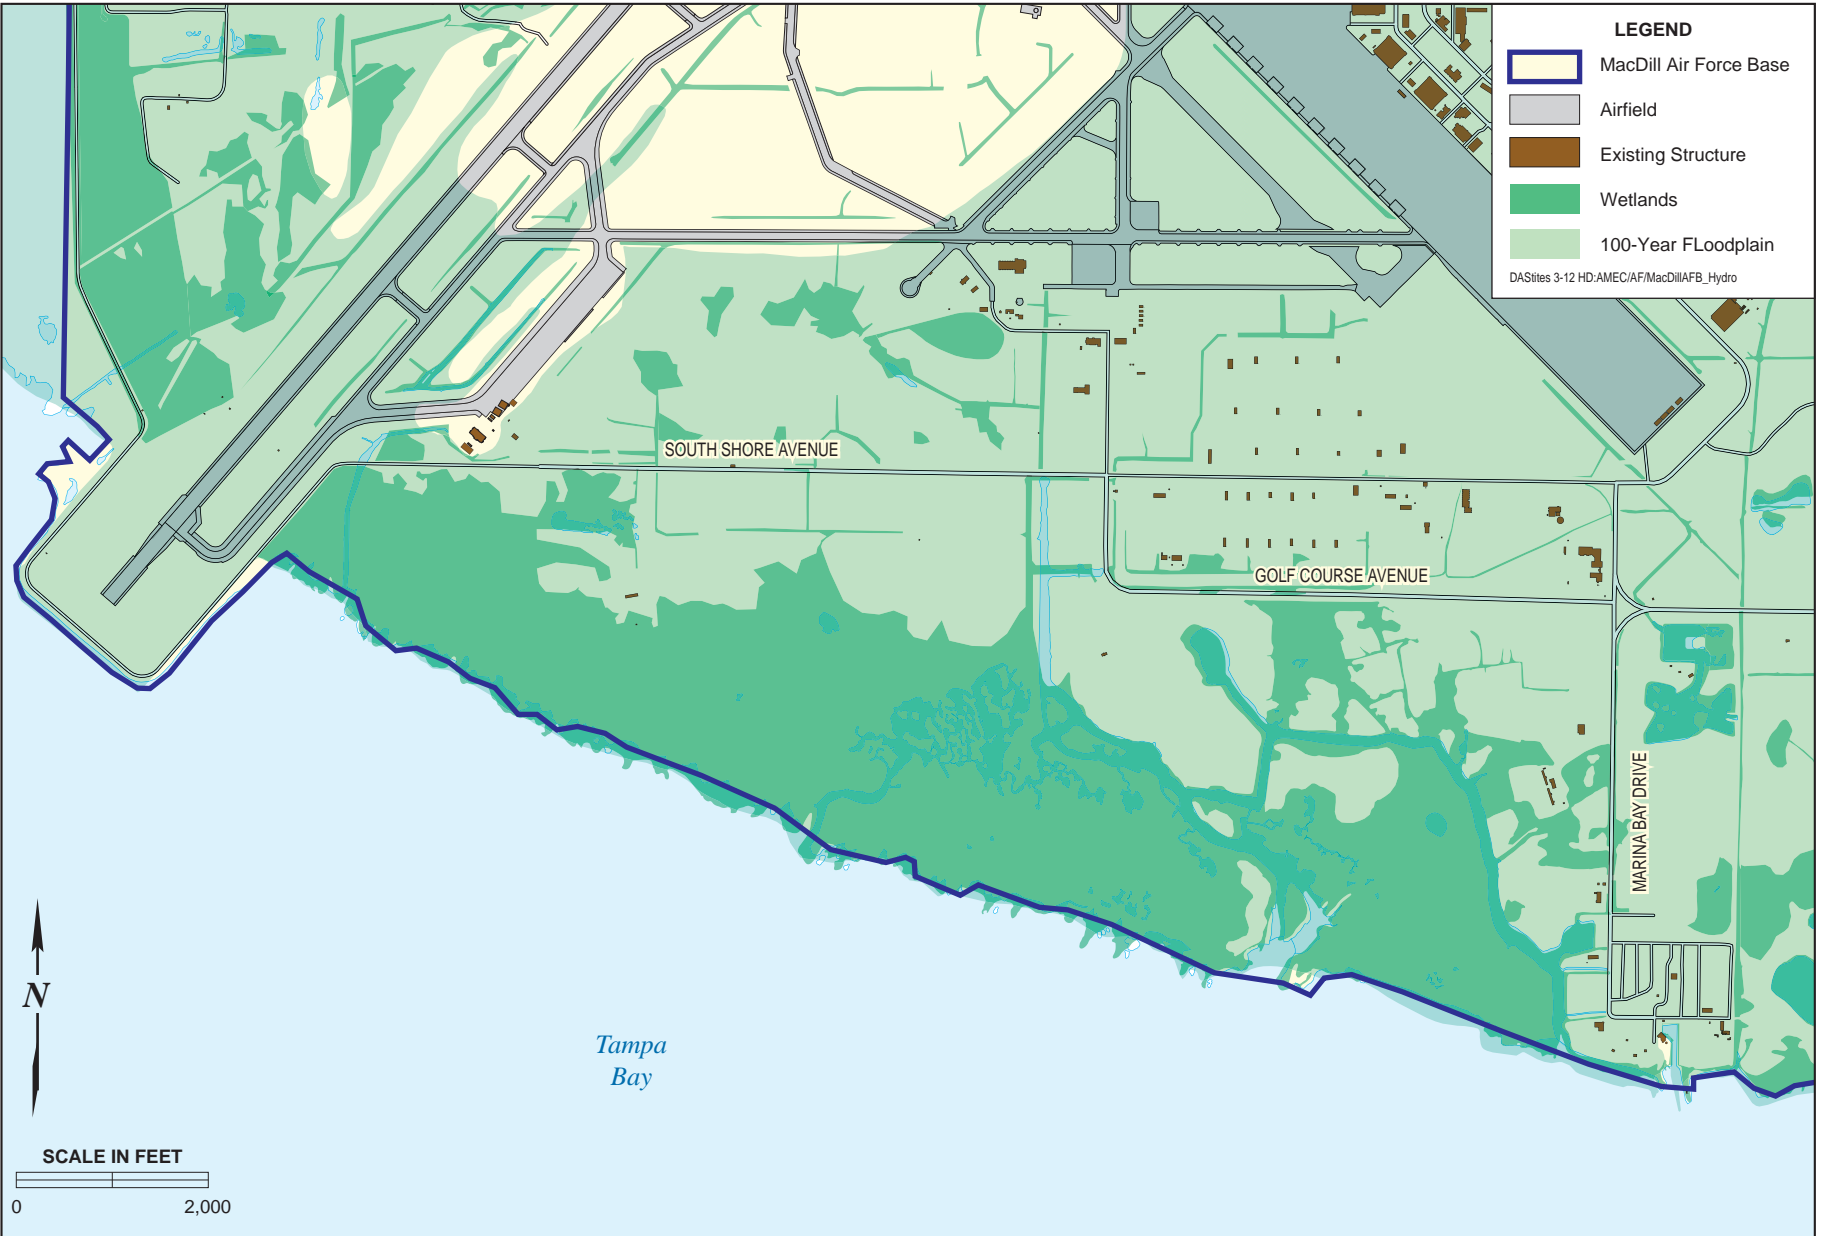 LEGEND
MacDill Air Force Base
Airfield
Existing Structure
Wetlands
100-Year FLoodplain
DAStites 3-12 HD:AMEC/AF/MacDillAFB_Hydro
SOUTH SHORE AVENUE
GOLF COURSE AVENUE
MARINA BAY DRIVE
N
Tampa
Bay
SCALE IN FEET
0 2,000